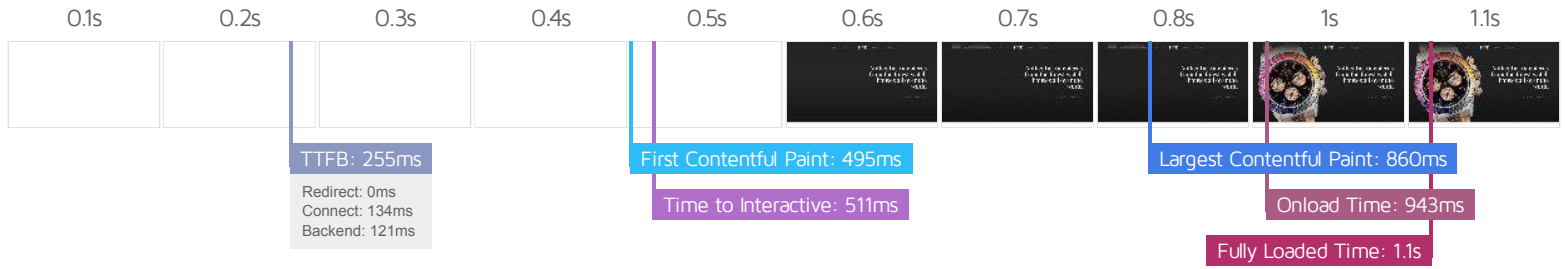 0.1s 0.2s 0.3s 0.4s 0.5s 0.6s 0.7s 0.8s 1s 1.1s
TTFB: 255ms
Redirect: 0ms
Connect: 134ms
Backend: 121ms
First Contentful Paint: 495ms
Time to Interactive: 511ms
Largest Contentful Paint: 860ms
Onload Time: 943ms
Fully Loaded Time: 1.1s